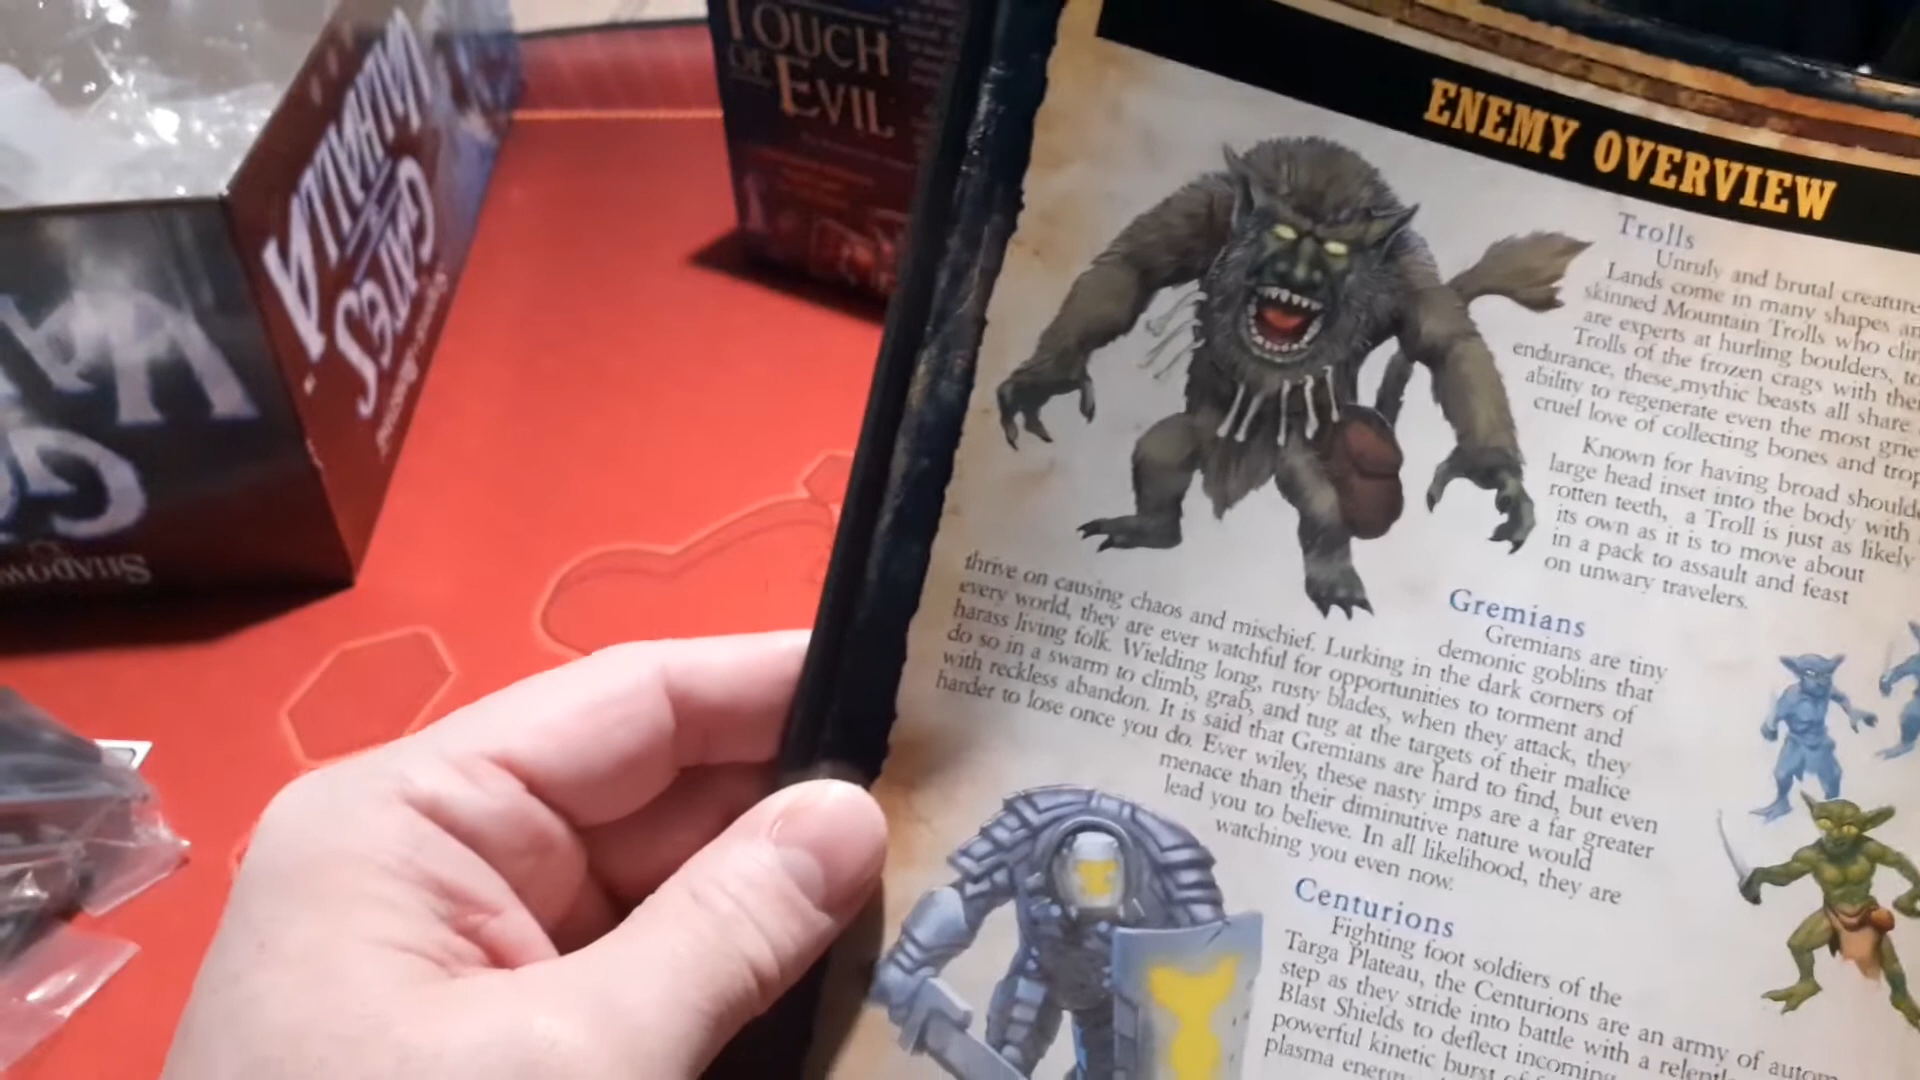 TOUCH
OF EVIL
GATES
OF
VALHALLA
ENEMY OVERVIEW
Trolls
Unruly and brutal creature
Lands come in many shapes an
skinned Mountain Trolls who
are experts at hurling boulders, to
Trolls of the frozen crags with
endurance, these mythic beasts all share
ability to regenerate even the most
cruel love of collecting bones and
Known for having broad
large head inset into the body with
rotten teeth, a Troll is just as likely
its own as it is to move about
in a pack to assault and feast
on unwary travelers.
Gremians
Gremians are tiny
demonic goblins that
thrive on causing chaos and mischief. Lurking in the dark corners of
every world, they are ever watchful for opportunities to torment and
harass living folk. Wielding long, rusty blades, when they attack, they
do so in a swarm to climb, grab, and tug at the targets of their malice
with reckless abandon. It is said that Gremians are hard to find, but even
harder to lose once you do. Ever wiley, these nasty imps are a far greater
menace than their diminutive nature would
lead you to believe. In all likelihood, they are
watching you even now.
Centurions
Fighting foot soldiers of the
Targa Plateau, the Centurions are an army of autom
step as they stride into battle with a
Blast Shields to deflect incoming
powerful kinetic burst of
plasma